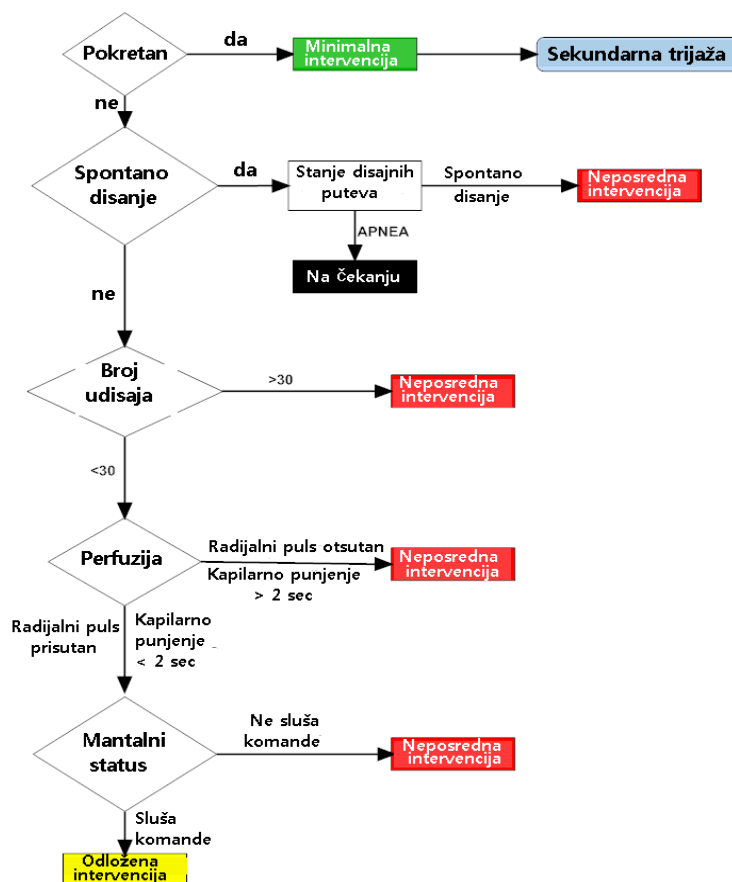 Pokretan
da
Minimalna
intervencija
Sekundarna trijaža
ne
Spontano
disanje
da
Stanje disajnih
puteva
Spontano
disanje
Neposredna
intervencija
APNEA
Na čekanju
ne
Broj
udisaja
>30
Neposredna
intervencija
<30
Perfuzija
Radijalni puls otsutan
Kapilarno punjenje
> 2 sec
Neposredna
intervencija
Radijalni puls
prisutan
Kapilarno
punjenje
< 2 sec
Mantalni
status
Ne sluša
komande
Neposredna
intervencija
Sluša
komande
Odložena
intervencija